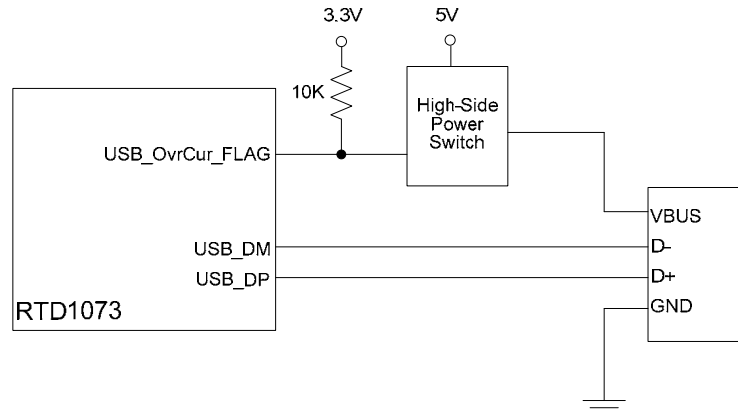 3.3V
5V
10K
High-Side
Power
Switch
USB_OvrCur_FLAG
VBUS
USB_DM
D-
USB_DP
D+
GND
RTD1073